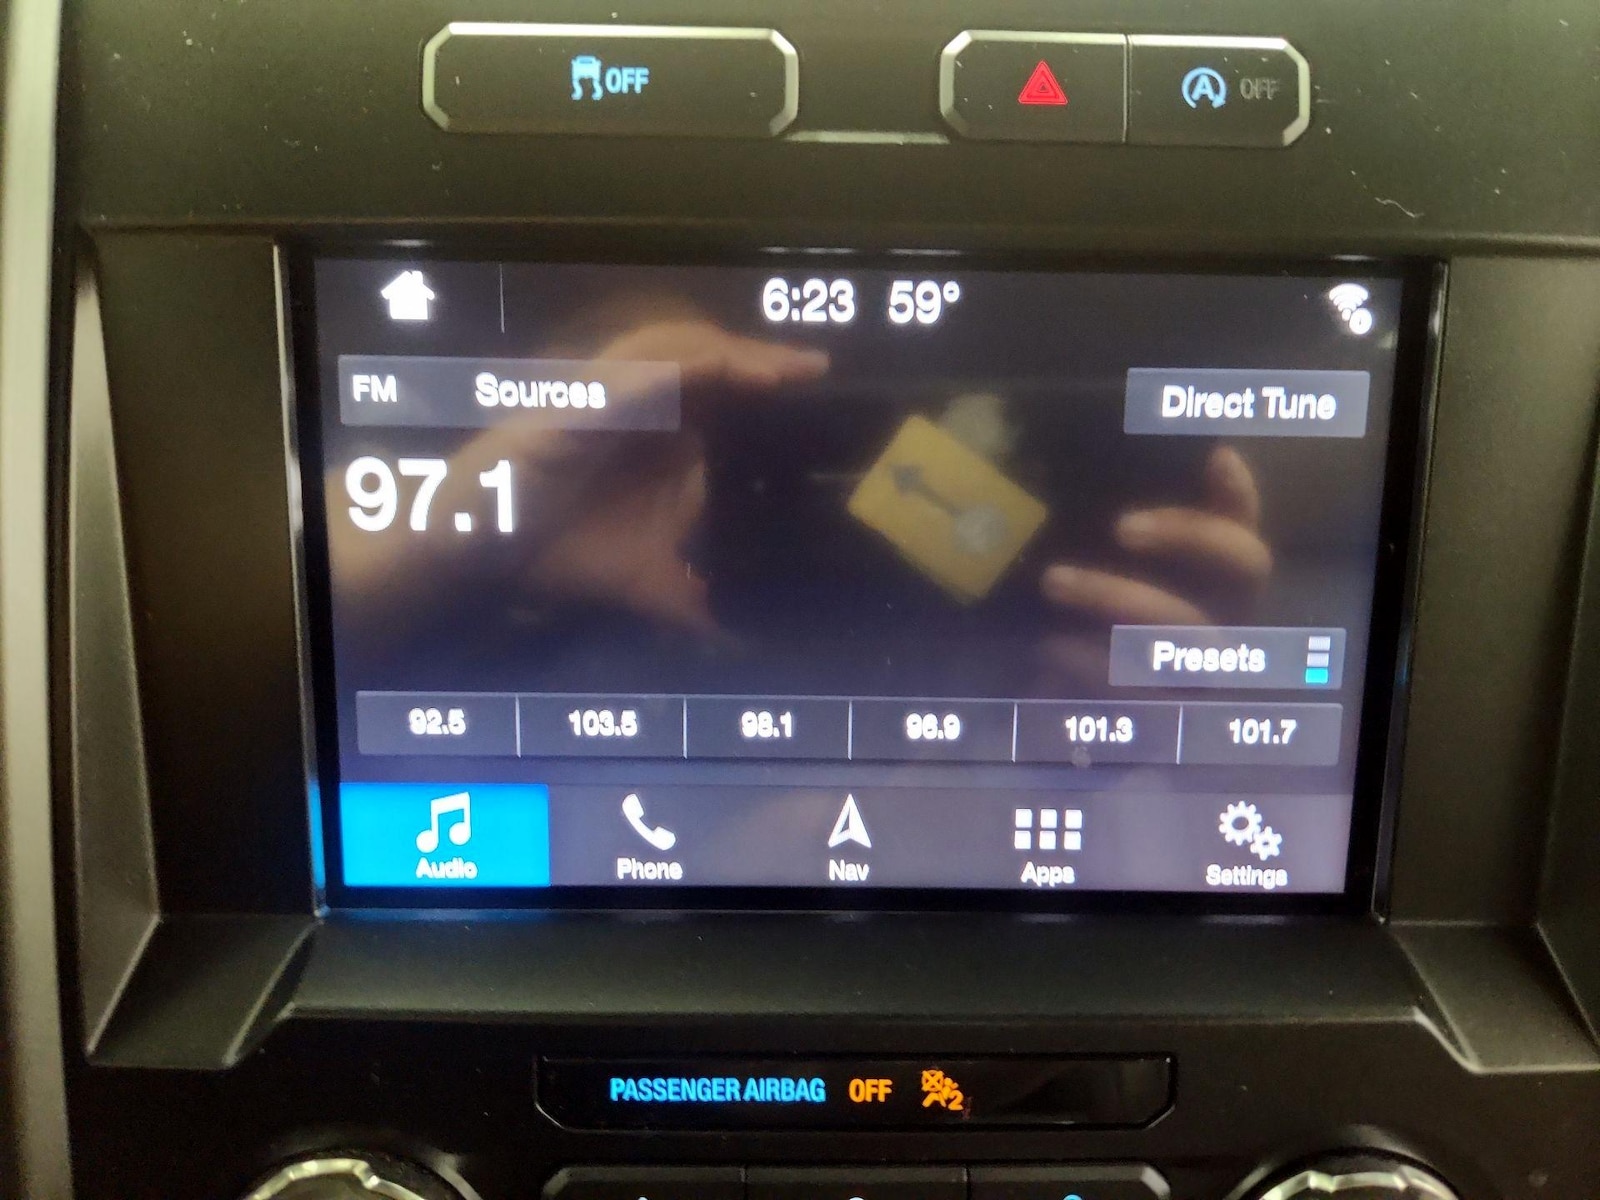 OFF
A OFF
6:23 59°
FM Sources Direct Tune
97.1
Presets
92.5 103.5 98.1 96.9 101.3 101.7
Audio Phone Nav Apps Settings
PASSENGER AIRBAG OFF 2